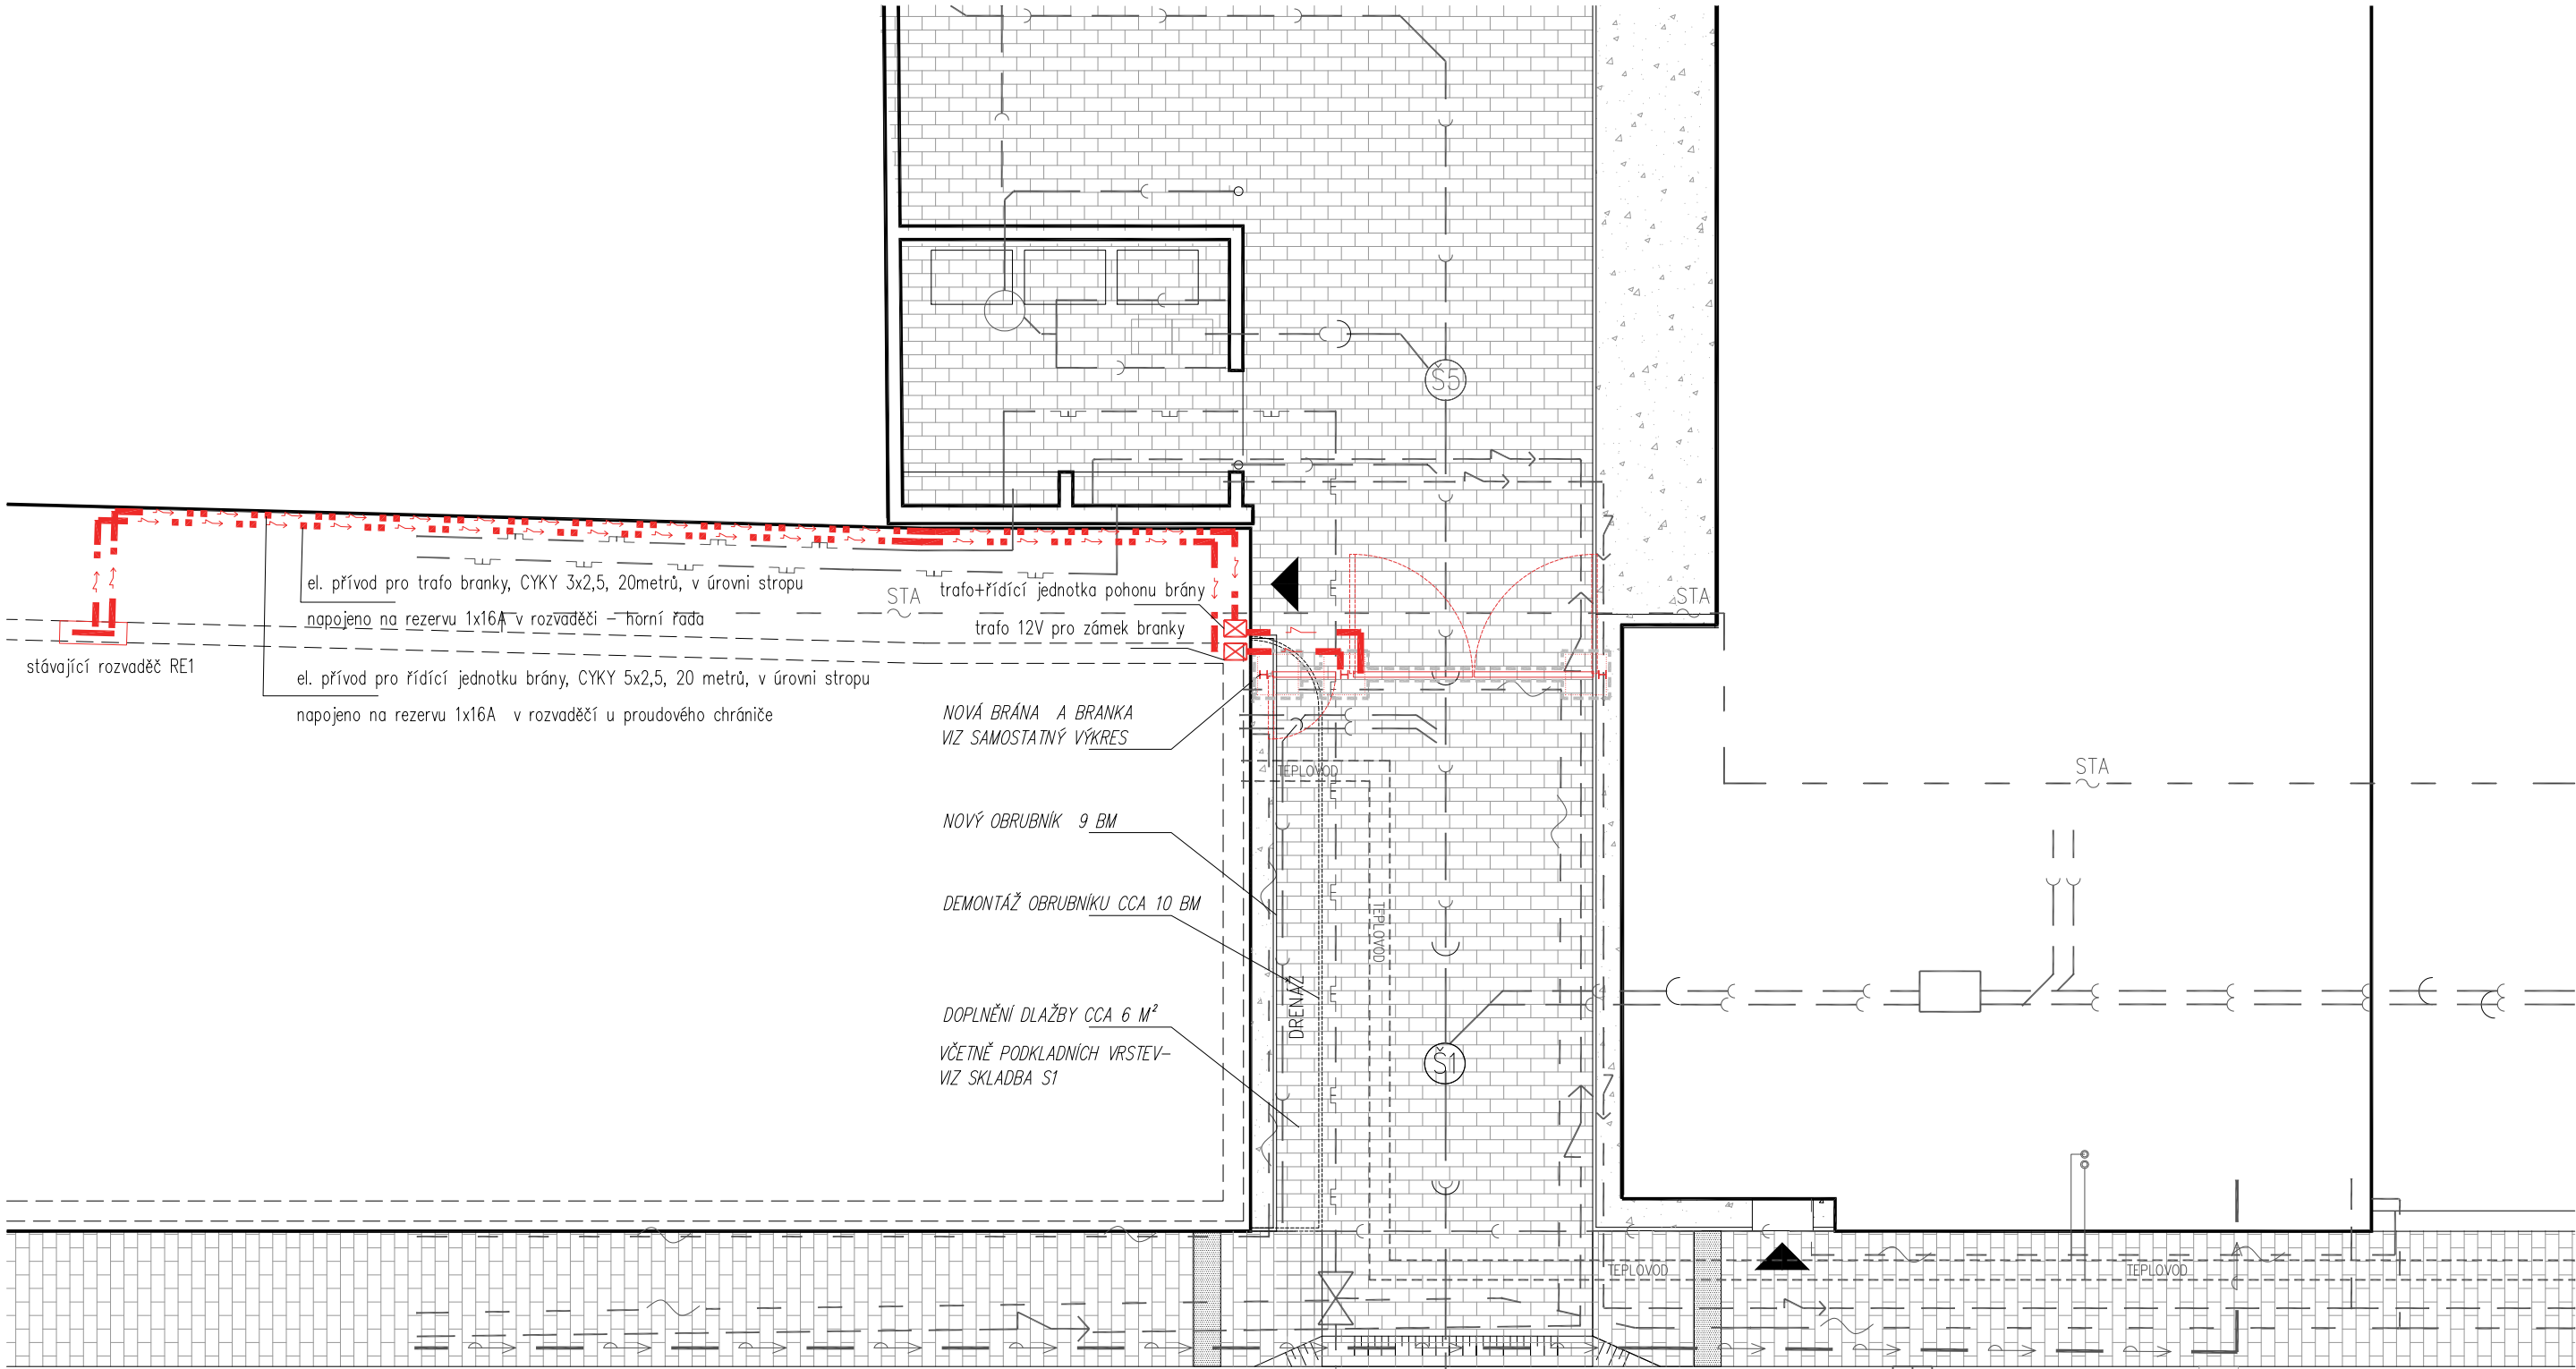 Š5
el. přívod pro trafo branky, CYKY 3x2,5, 20metrů, v úrovni stropu
napojeno na rezervu 1x16A v rozvaděči – horní řada
STA
trafo+řídící jednotka pohonu brány
STA
trafo 12V pro zámek branky
stávající rozvaděč RE1
el. přívod pro řídící jednotku brány, CYKY 5x2,5, 20 metrů, v úrovni stropu
napojeno na rezervu 1x16A v rozvaděčí u proudového chrániče
NOVÁ BRÁNA A BRANKA
VIZ SAMOSTATNÝ VÝKRES
TEPLOVOD
STA
NOVÝ OBRUBNÍK 9 BM
DEMONTÁŽ OBRUBNÍKU CCA 10 BM
TEPLOVOD
DRENÁŽ
DOPLNĚNÍ DLAŽBY CCA 6 M²
VČETNĚ PODKLADNÍCH VRSTEV–
VIZ SKLADBA S1
Š1
TEPLOVOD
TEPLOVOD